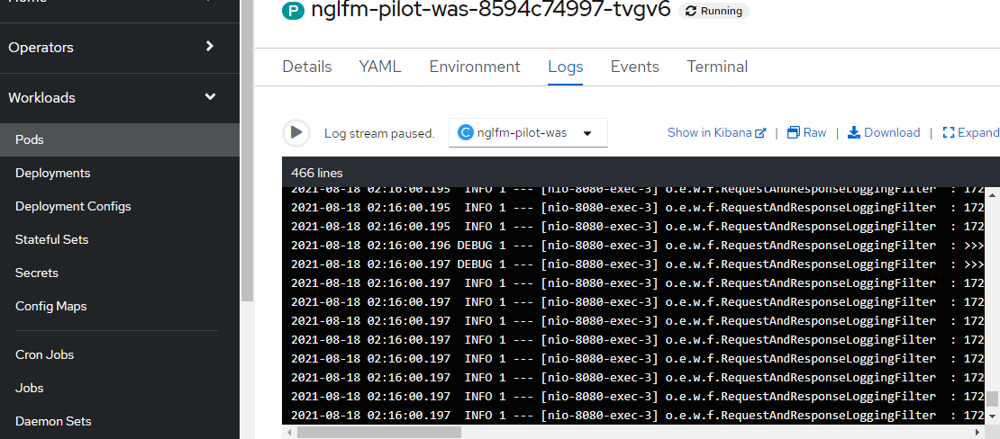 Home
P nglfm-pilot-was-8594c74997-tvgv6 Running
Operators
Workloads
Pods
Deployments
Deployment Configs
Stateful Sets
Secrets
Config Maps
Cron Jobs
Jobs
Daemon Sets
Details YAML Environment Logs Events Terminal
Log stream paused. C nglfm-pilot-was Show in Kibana | Raw | Download | Expand
466 lines
2021-08-18 02:16:00.195 INFO 1 --- [nio-8080-exec-3] o.e.w.f.RequestAndResponseLoggingFilter : 172
2021-08-18 02:16:00.195 INFO 1 --- [nio-8080-exec-3] o.e.w.f.RequestAndResponseLoggingFilter : 172
2021-08-18 02:16:00.195 INFO 1 --- [nio-8080-exec-3] o.e.w.f.RequestAndResponseLoggingFilter : 172
2021-08-18 02:16:00.196 DEBUG 1 --- [nio-8080-exec-3] o.e.w.f.RequestAndResponseLoggingFilter : >>>
2021-08-18 02:16:00.197 DEBUG 1 --- [nio-8080-exec-3] o.e.w.f.RequestAndResponseLoggingFilter : >>>
2021-08-18 02:16:00.197 INFO 1 --- [nio-8080-exec-3] o.e.w.f.RequestAndResponseLoggingFilter : 172
2021-08-18 02:16:00.197 INFO 1 --- [nio-8080-exec-3] o.e.w.f.RequestAndResponseLoggingFilter : 172
2021-08-18 02:16:00.197 INFO 1 --- [nio-8080-exec-3] o.e.w.f.RequestAndResponseLoggingFilter : 172
2021-08-18 02:16:00.197 INFO 1 --- [nio-8080-exec-3] o.e.w.f.RequestAndResponseLoggingFilter : 172
2021-08-18 02:16:00.197 INFO 1 --- [nio-8080-exec-3] o.e.w.f.RequestAndResponseLoggingFilter : 172
2021-08-18 02:16:00.197 INFO 1 --- [nio-8080-exec-3] o.e.w.f.RequestAndResponseLoggingFilter : 172
2021-08-18 02:16:00.197 INFO 1 --- [nio-8080-exec-3] o.e.w.f.RequestAndResponseLoggingFilter : 172
2021-08-18 02:16:00.197 INFO 1 --- [nio-8080-exec-3] o.e.w.f.RequestAndResponseLoggingFilter : 172